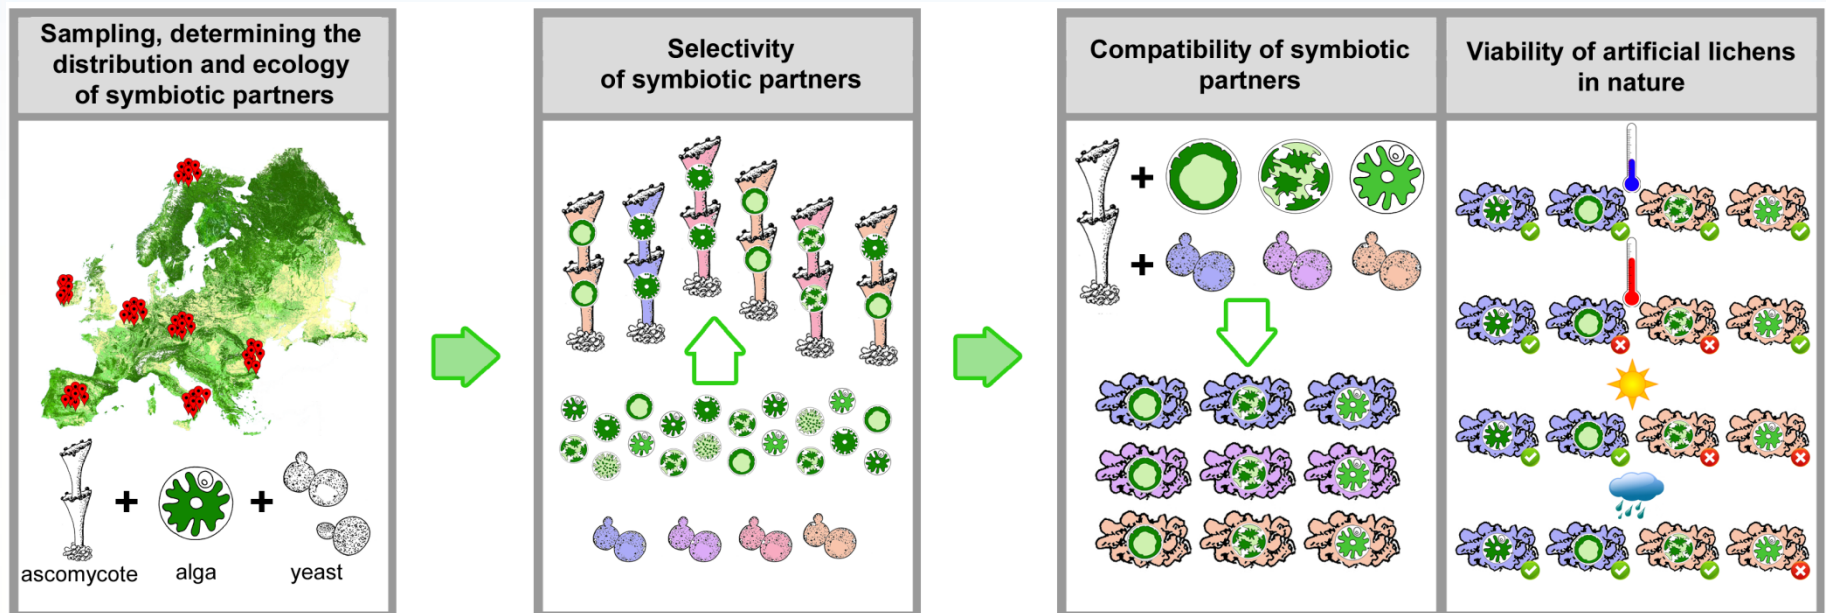 Sampling, determining the
distribution and ecology
of symbiotic partners
ascomycote
+
alga
+
yeast
Selectivity
of symbiotic partners
Compatibility of symbiotic
partners
+
+
Viability of artificial lichens
in nature